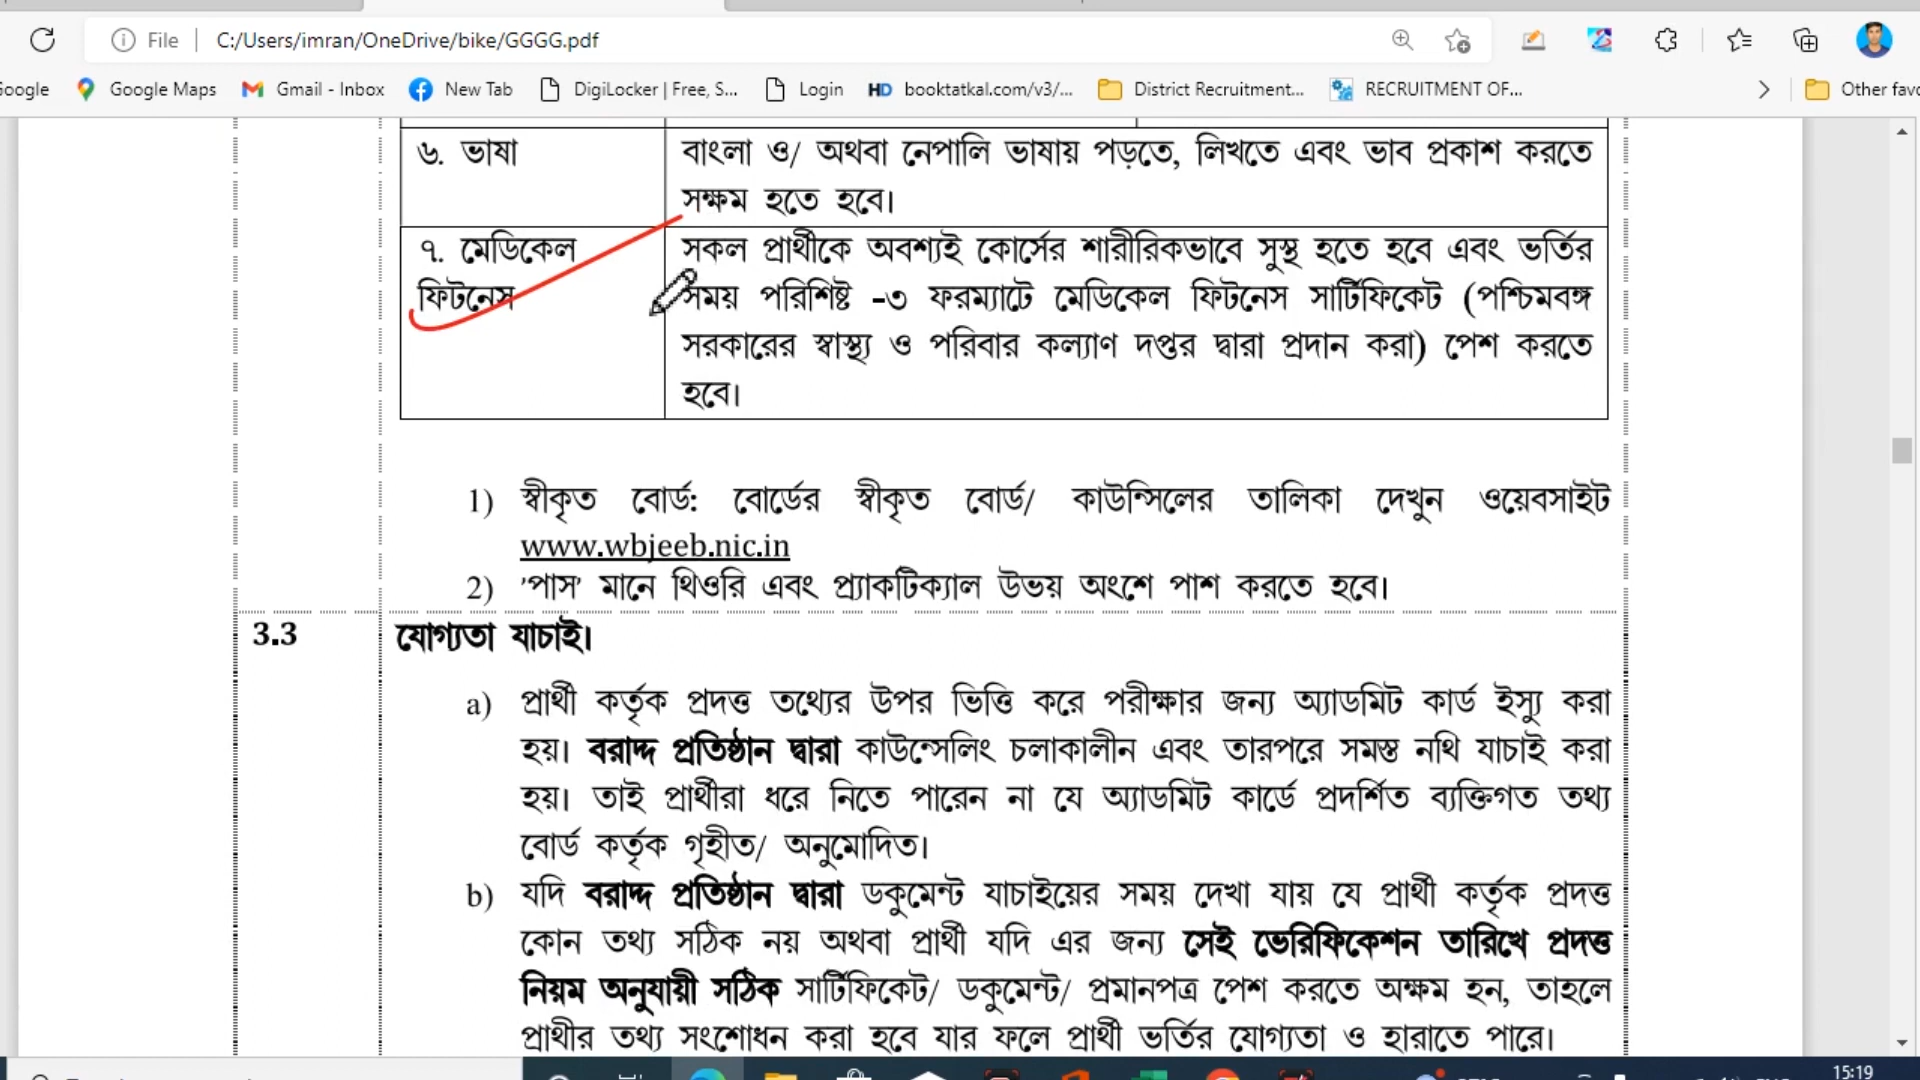 File C:/Users/imran/OneDrive/bike/GGGG.pdf
Google Google Maps Gmail - Inbox New Tab DigiLocker | Free, S... Login HD booktatkal.com/v3/... District Recruitment... RECRUITMENT OF... Other favo
৬. ভাষা
বাংলা ও/ অথবা নেপালি ভাষায় পড়তে, লিখতে এবং ভাব প্রকাশ করতে
সক্ষম হতে হবে।
৭. মেডিকেল
ফিটনেস
সকল প্রার্থীকে অবশ্যই কোর্সের শারীরিকভাবে সুস্থ হতে হবে এবং ভর্তির
সময় পরিশিষ্ট -৩ ফরম্যাটে মেডিকেল ফিটনেস সার্টিফিকেট (পশ্চিমবঙ্গ
সরকারের স্বাস্থ্য ও পরিবার কল্যাণ দপ্তর দ্বারা প্রদান করা) পেশ করতে
হবে।
1) স্বীকৃত বোর্ড: বোর্ডের স্বীকৃত বোর্ড/ কাউন্সিলের তালিকা দেখুন ওয়েবসাইট
www.wbjeeb.nic.in
2) 'পাস' মানে থিওরি এবং প্র্যাকটিক্যাল উভয় অংশে পাশ করতে হবে।
3.3 যোগ্যতা যাচাই।
a) প্রার্থী কর্তৃক প্রদত্ত তথ্যের উপর ভিত্তি করে পরীক্ষার জন্য অ্যাডমিট কার্ড ইস্যু করা
হয়। বরাদ্দ প্রতিষ্ঠান দ্বারা কাউন্সেলিং চলাকালীন এবং তারপরে সমস্ত নথি যাচাই করা
হয়। তাই প্রার্থীরা ধরে নিতে পারেন না যে অ্যাডমিট কার্ডে প্রদর্শিত ব্যক্তিগত তথ্য
বোর্ড কর্তৃক গৃহীত/ অনুমোদিত।
b) যদি বরাদ্দ প্রতিষ্ঠান দ্বারা ডকুমেন্ট যাচাইয়ের সময় দেখা যায় যে প্রার্থী কর্তৃক প্রদত্ত
কোন তথ্য সঠিক নয় অথবা প্রার্থী যদি এর জন্য সেই ভেরিফিকেশন তারিখে প্রদত্ত
নিয়ম অনুযায়ী সঠিক সার্টিফিকেট/ ডকুমেন্ট/ প্রমানপত্র পেশ করতে অক্ষম হন, তাহলে
প্রার্থীর তথ্য সংশোধন করা হবে যার ফলে প্রার্থী ভর্তির যোগ্যতা ও হারাতে পারে।
15:19